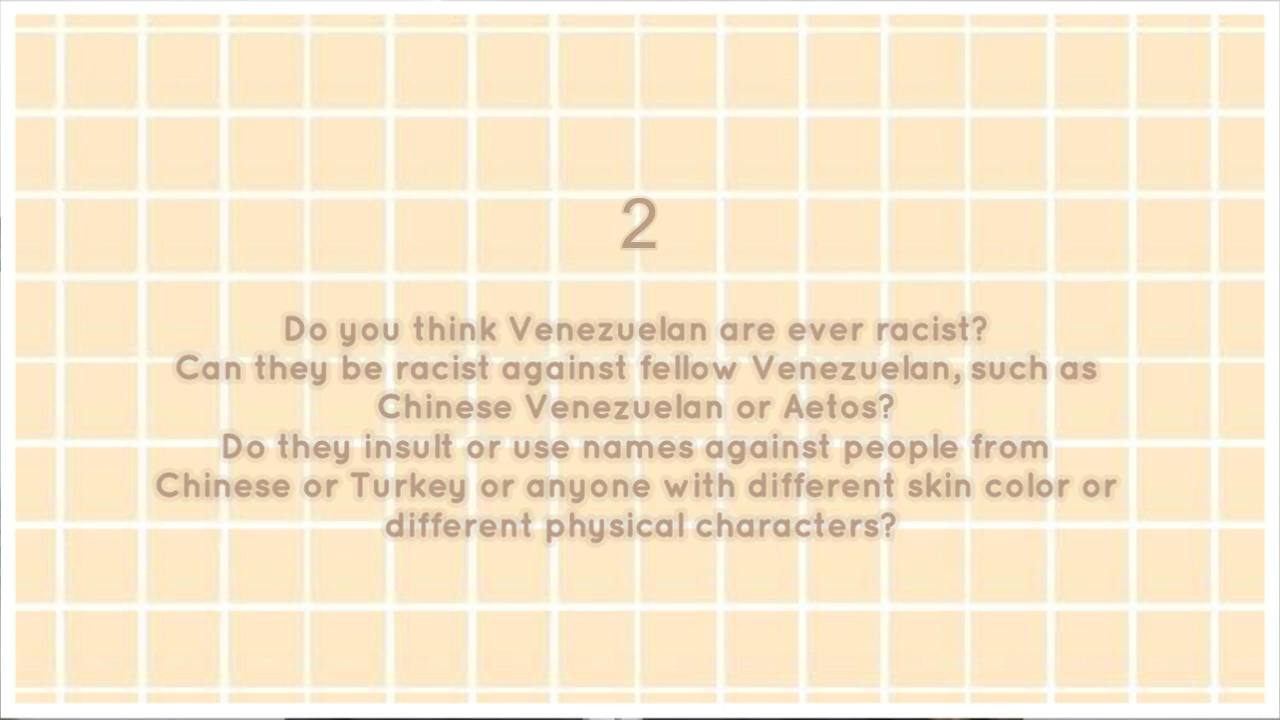 2
Do you think Venezuelan are ever racist?
Can they be racist against fellow Venezuelan, such as
Chinese Venezuelan or Aetos?
Do they insult or use names against people from
Chinese or Turkey or anyone with different skin color or
different physical characters?